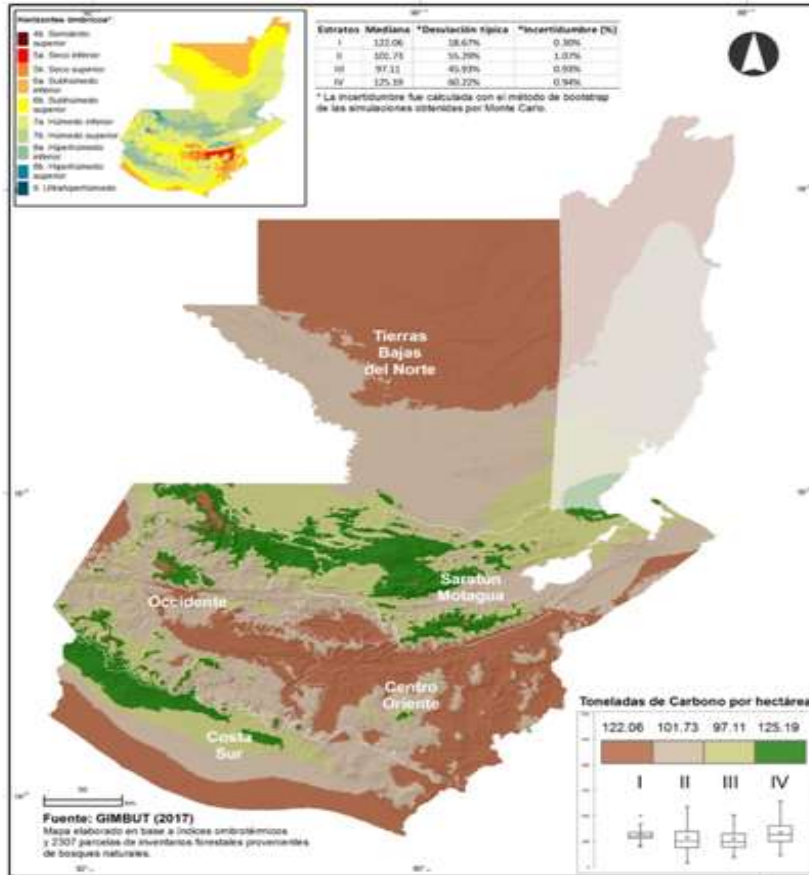 Horizontes ómbricos*
4b. Semiárido
superior
5a. Seco inferior
5b. Seco superior
6a. Subhúmedo
inferior
6b. Subhúmedo
superior
7a. Húmedo inferior
7b. Húmedo superior
8a. Hiperhúmedo
inferior
8b. Hiperhúmedo
superior
9. Ultrahiperhúmedo
Estratos Mediana *Desviación típica *Incertidumbre (%)
I 122.06 18.67% 0.30%
II 101.73 55.29% 1.07%
III 97.11 45.93% 0.93%
IV 125.19 60.22% 0.94%
* La incertidumbre fue calculada con el método de bootstrap
de las simulaciones obtenidas por Monte Carlo.
Tierras
Bajas
del Norte
Occidente
Sarstún
Motagua
Centro
Oriente
Costa
Sur
Toneladas de Carbono por hectárea
122.06 101.73 97.11 125.19
I II III IV
Fuente: GIMBUT (2017)
Mapa elaborado en base a índices ombrotérmicos
y 2307 parcelas de inventarios forestales provenientes
de bosques naturales.